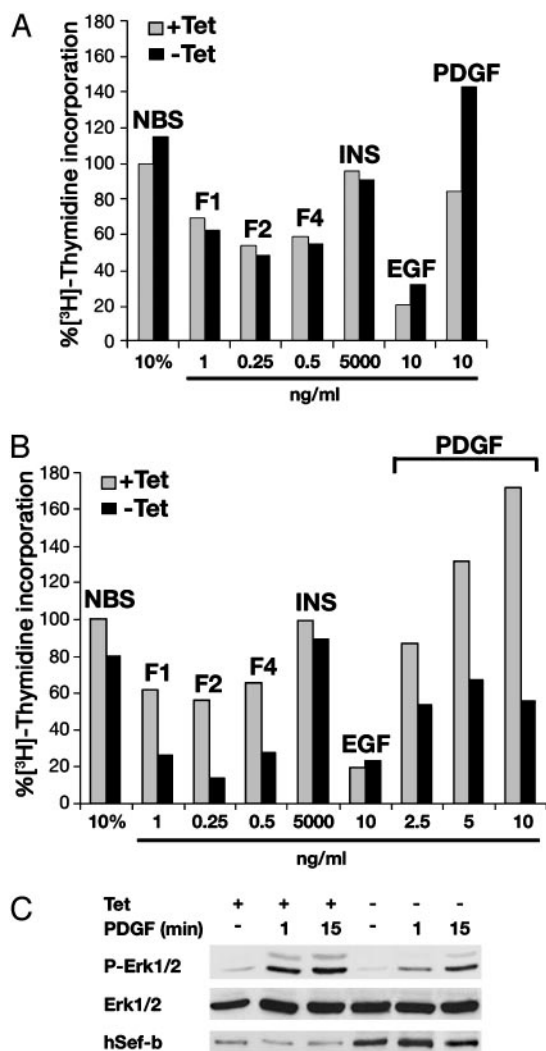 A
%[³H]-Thymidine incorporation
180
160
140
120
100
80
60
40
20
0
+Tet
-Tet
NBS
F1
F2
F4
INS
EGF
PDGF
10% 1 0.25 0.5 5000 10 10
ng/ml
B
PDGF
%[³H]-Thymidine incorporation
180
160
140
120
100
80
60
40
20
0
+Tet
-Tet
NBS
F1
F2
F4
INS
EGF
10% 1 0.25 0.5 5000 10 2.5 5 10
ng/ml
C
Tet + + + - - -
PDGF (min) - 1 15 - 1 15
P-Erk1/2
Erk1/2
hSef-b